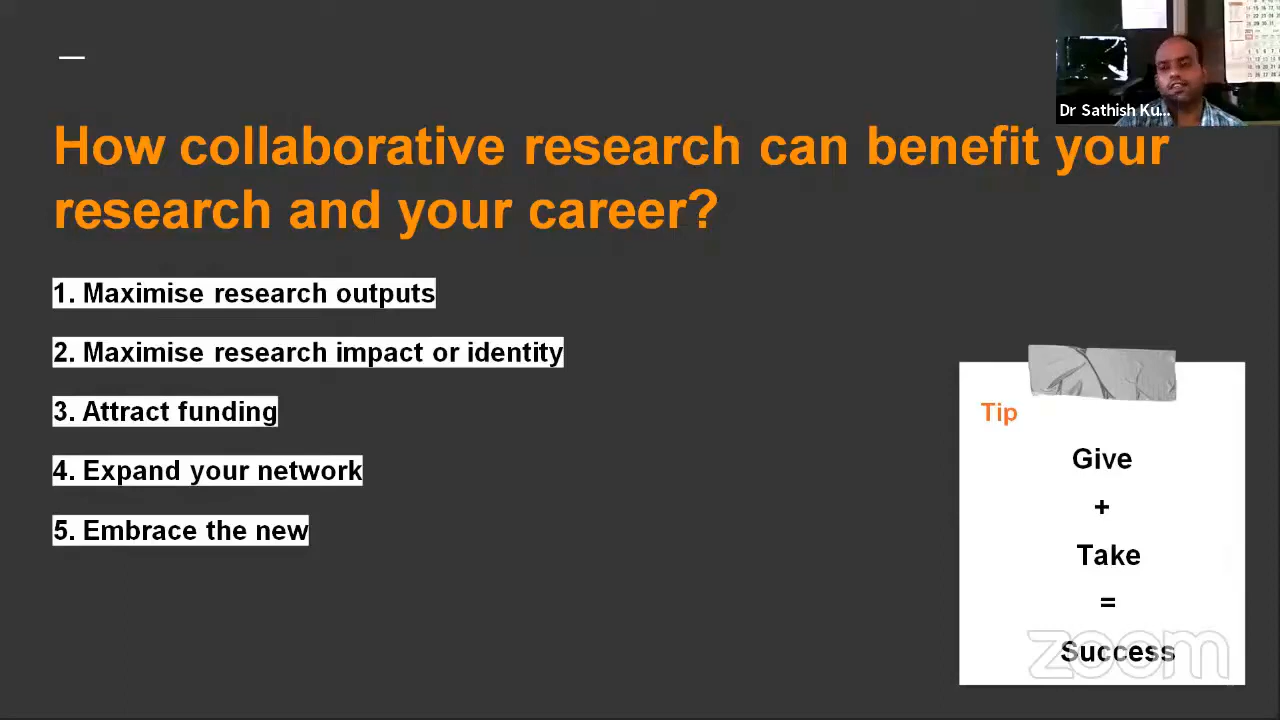 Dr Sathish Ku...
How collaborative research can benefit your
research and your career?
1. Maximise research outputs
2. Maximise research impact or identity
3. Attract funding
4. Expand your network
5. Embrace the new
Tip
Give
+
Take
=
Success
zoom